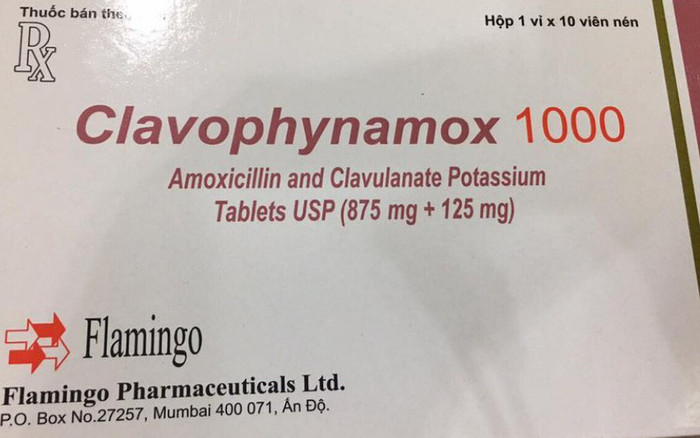 Thuốc bán the
Hộp 1 vỉ x 10 viên nén
Rx
Clavophynamox 1000
Amoxicillin and Clavulanate Potassium
Tablets USP (875 mg + 125 mg)
Flamingo
Flamingo Pharmaceuticals Ltd.
P.O. Box No.27257, Mumbai 400 071, Ấn Độ.